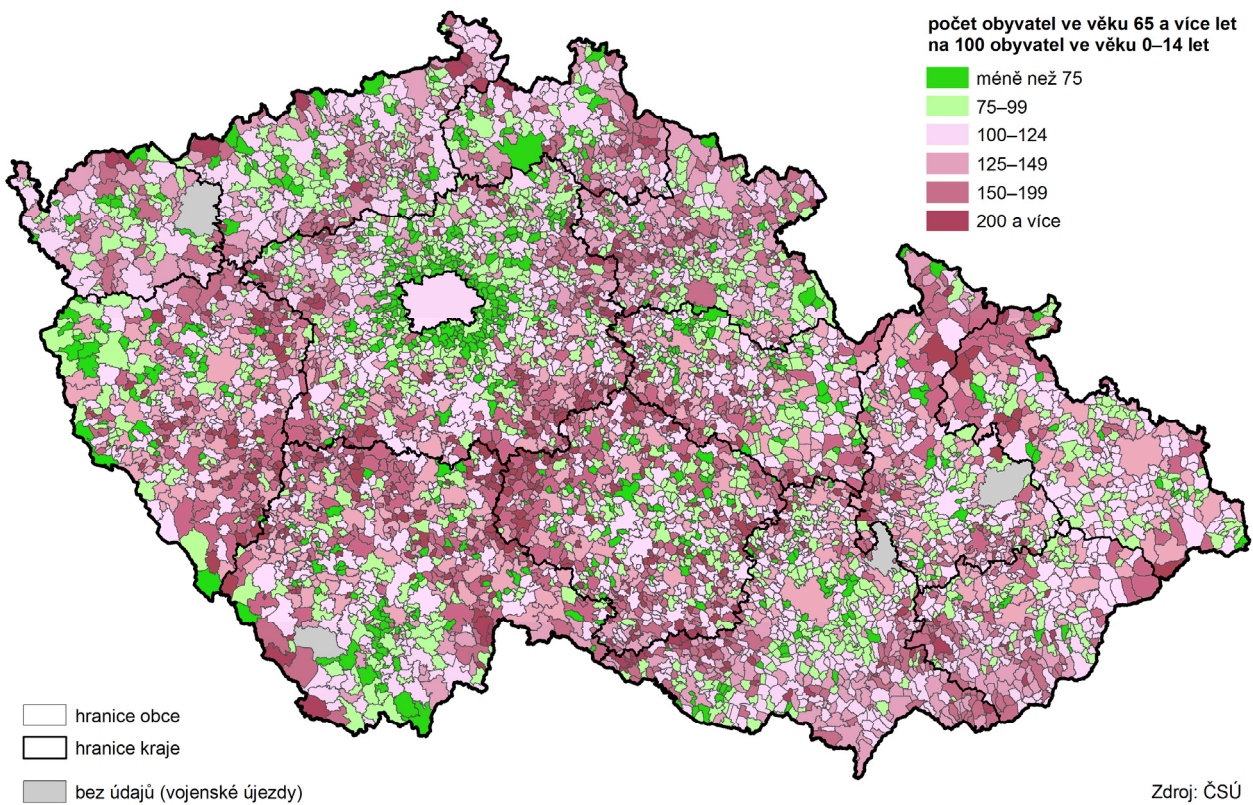 počet obyvatel ve věku 65 a více let
na 100 obyvatel ve věku 0–14 let
méně než 75
75–99
100–124
125–149
150–199
200 a více
hranice obce
hranice kraje
bez údajů (vojenské újezdy)
Zdroj: ČSÚ